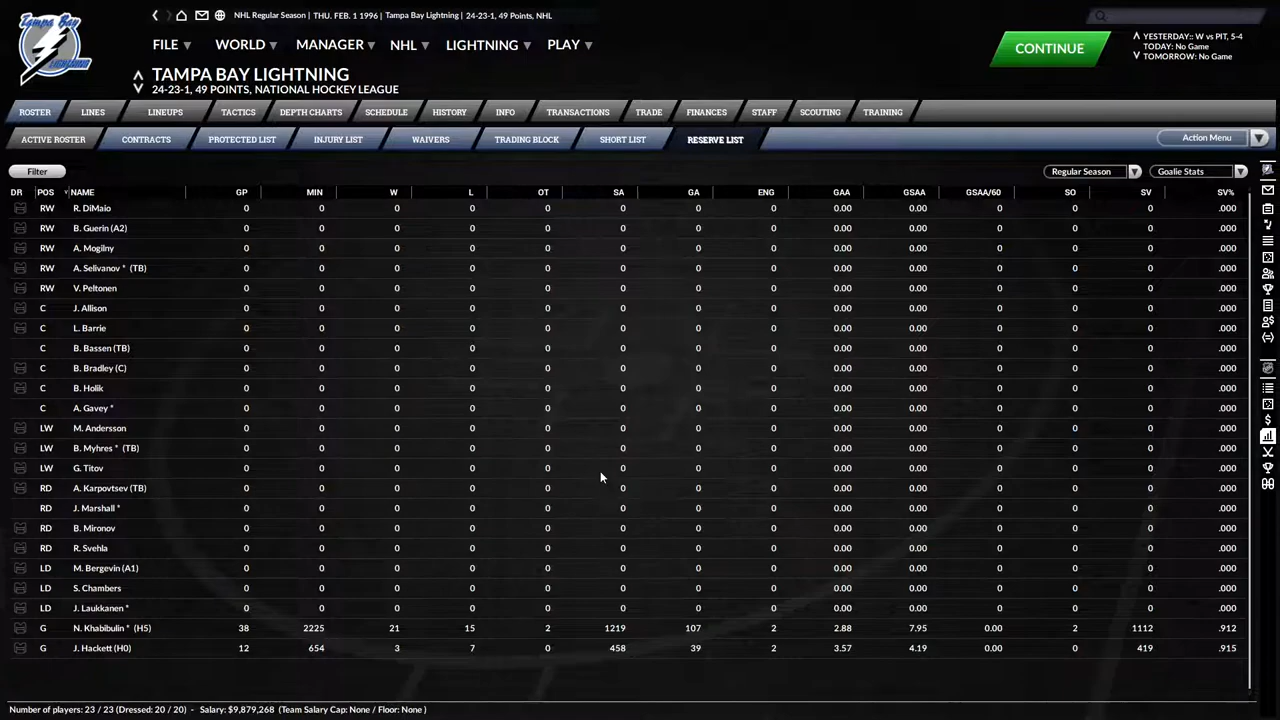 NHL Regular Season | THU. FEB. 1 1996 | Tampa Bay Lightning | 24-23-1, 49 Points, NHL
Tampa Bay
LIGHTNING
FILE WORLD MANAGER NHL LIGHTNING PLAY
CONTINUE
YESTERDAY: W vs PIT, 5-4
TODAY: No Game
TOMORROW: No Game
TAMPA BAY LIGHTNING
24-23-1, 49 POINTS, NATIONAL HOCKEY LEAGUE
ROSTER LINES LINEUPS TACTICS DEPTH CHARTS SCHEDULE HISTORY INFO TRANSACTIONS TRADE FINANCES STAFF SCOUTING TRAINING
ACTIVE ROSTER CONTRACTS PROTECTED LIST INJURY LIST WAIVERS TRADING BLOCK SHORT LIST RESERVE LIST Action Menu
Filter Regular Season Goalie Stats
DR POS NAME GP MIN W L OT SA GA ENG GAA GSAA GSAA/60 SO SV SV%
RW R. DiMaio 0 0 0 0 0 0 0 0 0.00 0.00 0.00 0 0 .000
RW B. Guerin (A2) 0 0 0 0 0 0 0 0 0.00 0.00 0.00 0 0 .000
RW A. Mogilny 0 0 0 0 0 0 0 0 0.00 0.00 0.00 0 0 .000
RW A. Selivanov * (TB) 0 0 0 0 0 0 0 0 0.00 0.00 0.00 0 0 .000
RW V. Peltonen 0 0 0 0 0 0 0 0 0.00 0.00 0.00 0 0 .000
C J. Allison 0 0 0 0 0 0 0 0 0.00 0.00 0.00 0 0 .000
C L. Barrie 0 0 0 0 0 0 0 0 0.00 0.00 0.00 0 0 .000
C B. Bassen (TB) 0 0 0 0 0 0 0 0 0.00 0.00 0.00 0 0 .000
C B. Bradley (C) 0 0 0 0 0 0 0 0 0.00 0.00 0.00 0 0 .000
C B. Holik 0 0 0 0 0 0 0 0 0.00 0.00 0.00 0 0 .000
C A. Gavey * 0 0 0 0 0 0 0 0 0.00 0.00 0.00 0 0 .000
LW M. Andersson 0 0 0 0 0 0 0 0 0.00 0.00 0.00 0 0 .000
LW B. Myhres * (TB) 0 0 0 0 0 0 0 0 0.00 0.00 0.00 0 0 .000
LW G. Titov 0 0 0 0 0 0 0 0 0.00 0.00 0.00 0 0 .000
RD A. Karpovtsev (TB) 0 0 0 0 0 0 0 0 0.00 0.00 0.00 0 0 .000
RD J. Marshall * 0 0 0 0 0 0 0 0 0.00 0.00 0.00 0 0 .000
RD B. Mironov 0 0 0 0 0 0 0 0 0.00 0.00 0.00 0 0 .000
RD R. Svehla 0 0 0 0 0 0 0 0 0.00 0.00 0.00 0 0 .000
LD M. Bergevin (A1) 0 0 0 0 0 0 0 0 0.00 0.00 0.00 0 0 .000
LD S. Chambers 0 0 0 0 0 0 0 0 0.00 0.00 0.00 0 0 .000
LD J. Laukkanen * 0 0 0 0 0 0 0 0 0.00 0.00 0.00 0 0 .000
G N. Khabibulin * (H5) 38 2225 21 15 2 1219 107 2 2.88 7.95 0.00 2 1112 .912
G J. Hackett (H0) 12 654 3 7 0 458 39 2 3.57 4.19 0.00 0 419 .915
Number of players: 23 / 23 (Dressed: 20 / 20) - Salary: $9,879,268 (Team Salary Cap: None / Floor: None )